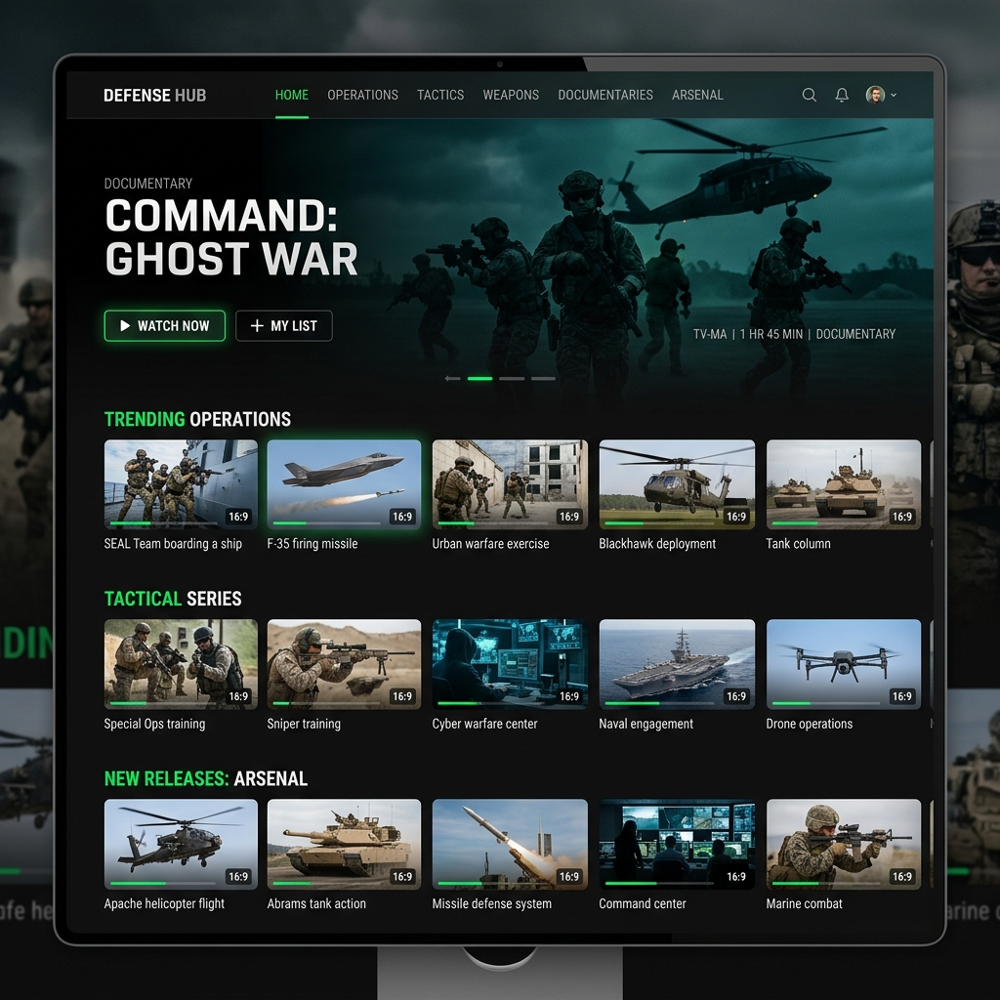 DEFENSE HUB
HOME OPERATIONS TACTICS WEAPONS DOCUMENTARIES ARSENAL
DOCUMENTARY
COMMAND:
GHOST WAR
WATCH NOW
MY LIST
TV-MA | 1 HR 45 MIN | DOCUMENTARY
TRENDING OPERATIONS
16:9 16:9 16:9 16:9 16:9
SEAL Team boarding a ship F-35 firing missile Urban warfare exercise Blackhawk deployment Tank column
TACTICAL SERIES
16:9 16:9 16:9 16:9 16:9
Special Ops training Sniper training Cyber warfare center Naval engagement Drone operations
NEW RELEASES: ARSENAL
16:9 16:9 16:9 16:9 16:9
Apache helicopter flight Abrams tank action Missile defense system Command center Marine combat